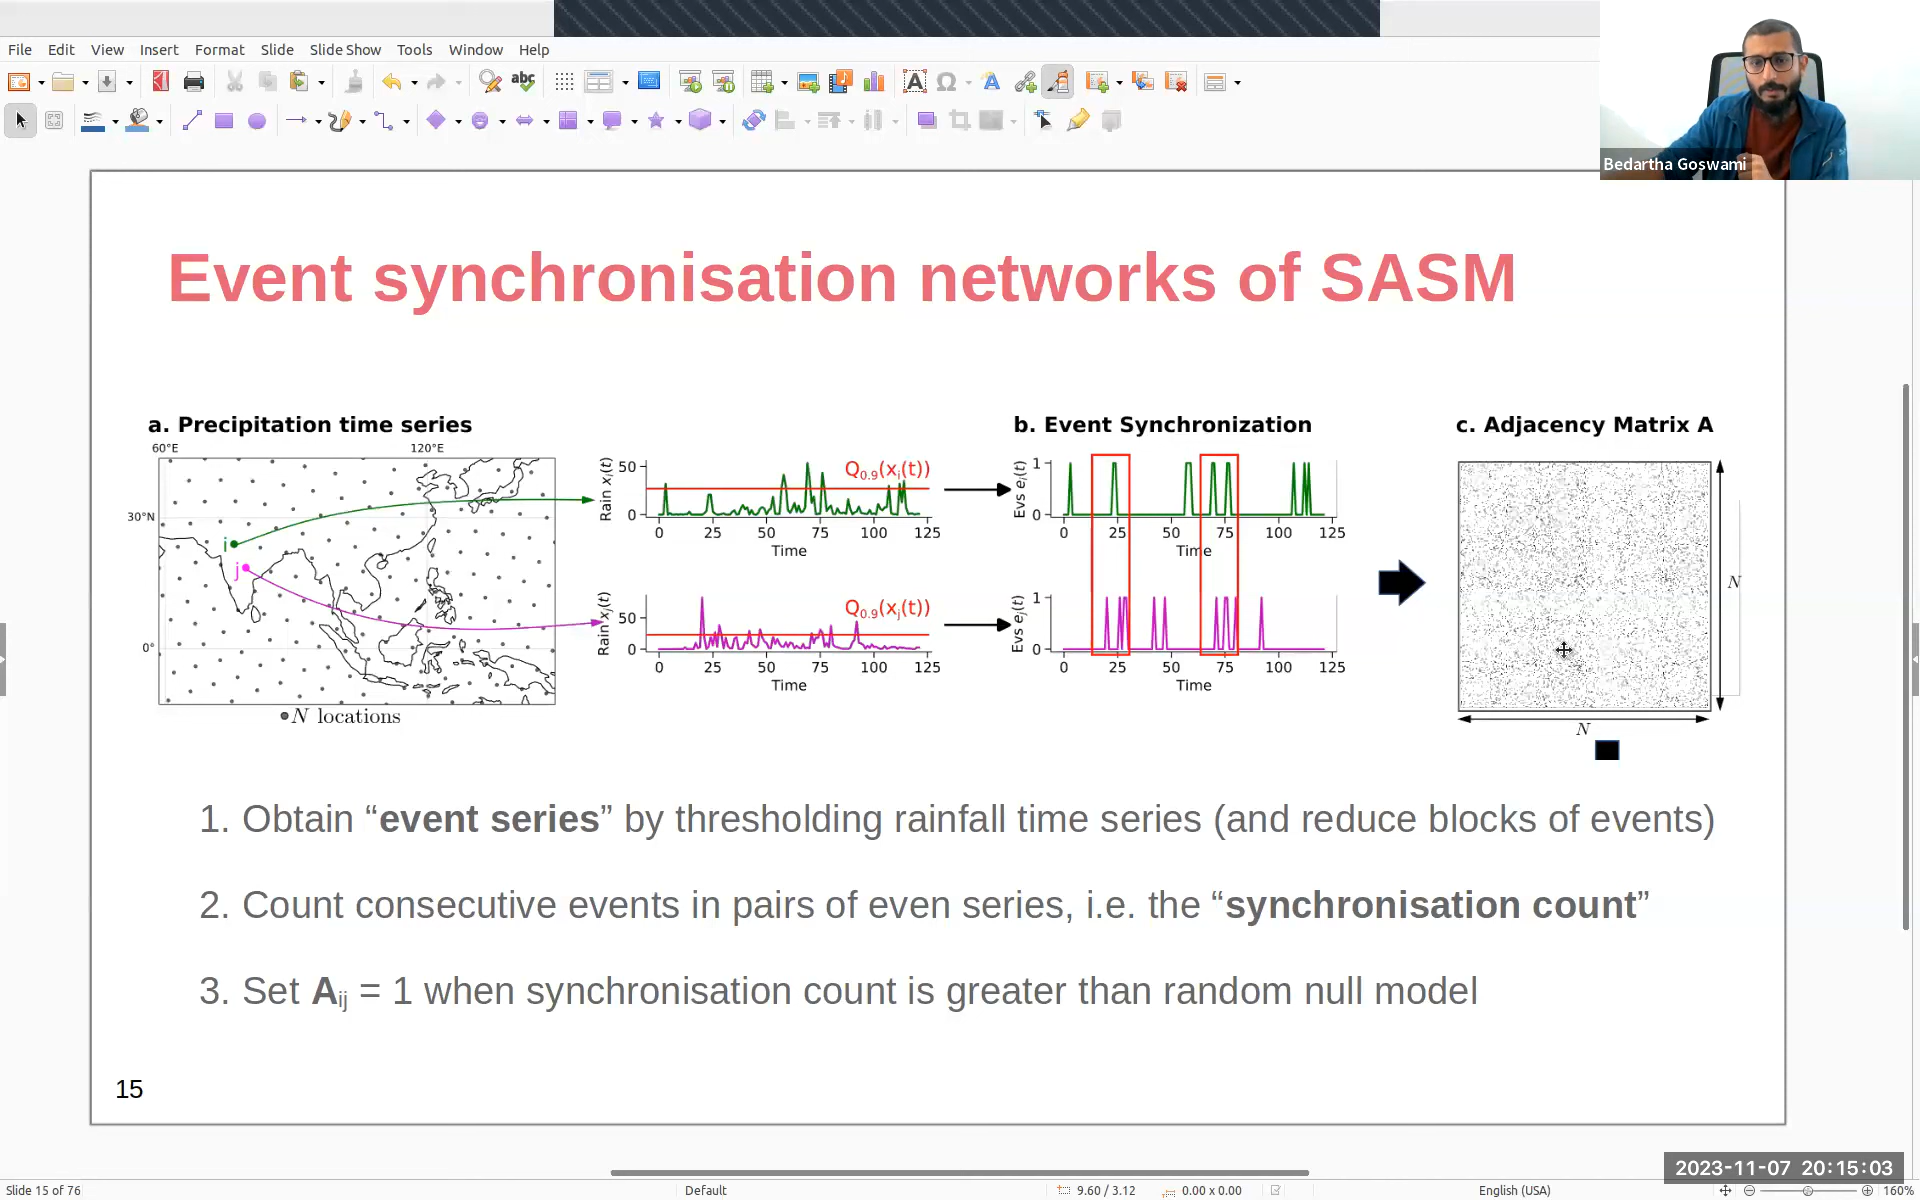 File Edit View Insert Format Slide Slide Show Tools Window Help
Bedartha Goswami
Event synchronisation networks of SASM
a. Precipitation time series
60°E 120°E
30°N
0°
i
j
N locations
Rain xi(t)
50
0
Q0.9(xi(t))
0 25 50 75 100 125
Time
Rain xj(t)
50
0
Q0.9(xj(t))
0 25 50 75 100 125
Time
b. Event Synchronization
Evs ei(t)
1
0
0 25 50 75 100 125
Time
Evs ej(t)
1
0
0 25 50 75 100 125
Time
c. Adjacency Matrix A
N
N
1. Obtain “event series” by thresholding rainfall time series (and reduce blocks of events)
2. Count consecutive events in pairs of even series, i.e. the “synchronisation count”
3. Set Aij = 1 when synchronisation count is greater than random null model
15
2023-11-07 20:15:03
Slide 15 of 76 Default 9.60 / 3.12 0.00 x 0.00 English (USA) 160%